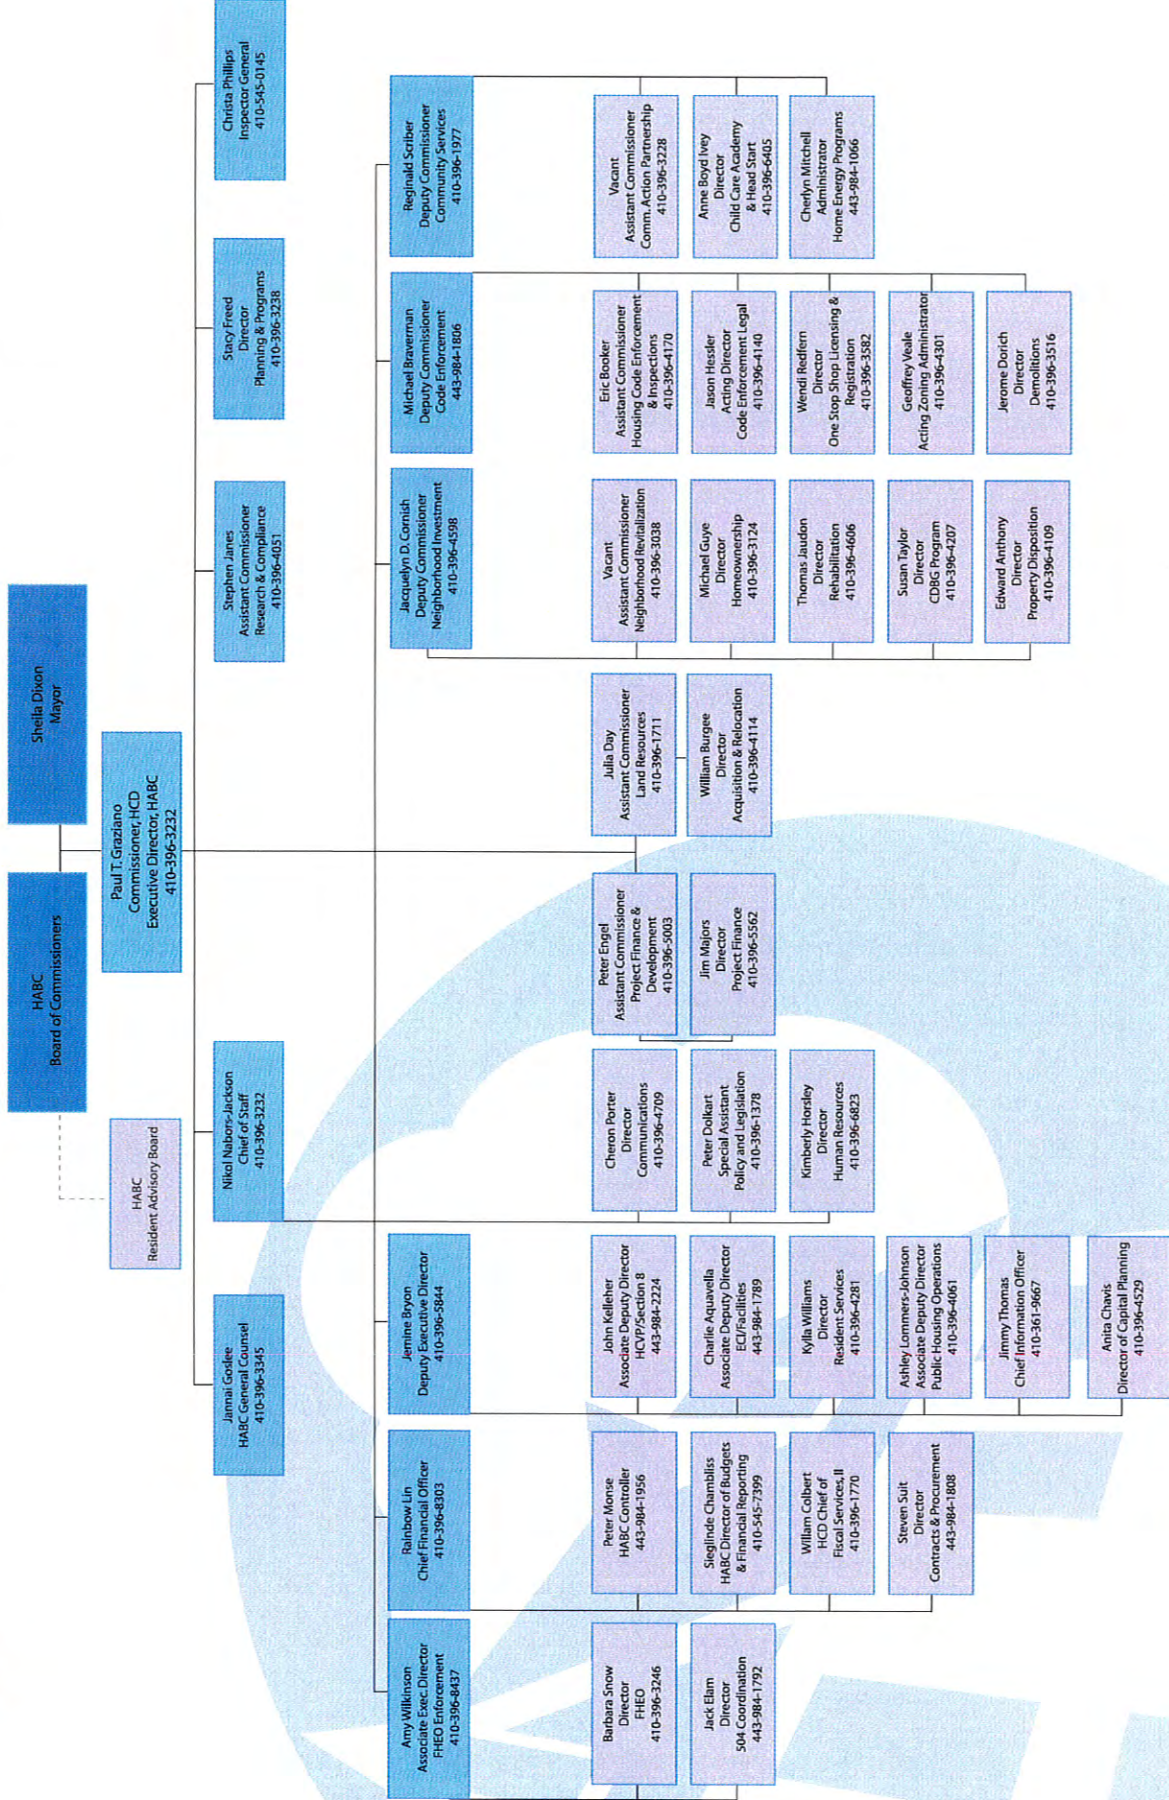 HABC
Board of Commissioners
Sheila Dixon
Mayor
HABC
Resident Advisory Board
Paul T. Graziano
Commissioner, HCD
Executive Director, HABC
410-396-3232
Jannai Goslee
HABC General Counsel
410-396-3345
Nikol Nabors-Jackson
Chief of Staff
410-396-3232
Stephen Janes
Assistant Commissioner
Research & Compliance
410-396-4051
Stacy Freed
Director
Planning & Programs
410-396-3238
Christa Phillips
Inspector General
410-545-0145
Amy Wilkinson
Associate Exec. Director
FHEO Enforcement
410-396-8437
Rainbow Lin
Chief Financial Officer
410-396-8303
Jemine Bryon
Deputy Executive Director
410-396-5844
Jacquelyn D. Cornish
Deputy Commissioner
Neighborhood Investment
410-396-4598
Michael Braverman
Deputy Commissioner
Code Enforcement
443-984-1806
Reginald Scriber
Deputy Commissioner
Community Services
410-396-1977
Barbara Snow
Director
FHEO
410-396-3246
Jack Elam
Director
504 Coordination
443-984-1792
Peter Monse
HABC Controller
443-984-1956
Sieglinde Chambliss
HABC Director of Budgets
& Financial Reporting
410-545-7399
Willam Colbert
HCD Chief of
Fiscal Services, II
410-396-1770
Steven Suit
Director
Contracts & Procurement
443-984-1808
John Kelleher
Associate Deputy Director
HCVP/Section 8
443-984-2224
Charlie Aquavella
Associate Deputy Director
ECI/Facilities
443-984-1789
Kylla Williams
Director
Resident Services
410-396-4281
Ashley Lommers-Johnson
Associate Deputy Director
Public Housing Operations
410-396-4061
Jimmy Thomas
Chief Information Officer
410-361-9667
Anita Chavis
Director of Capital Planning
410-396-4529
Cheron Porter
Director
Communications
410-396-4709
Peter Dolkart
Special Assistant
Policy and Legislation
410-396-1378
Kimberly Horsley
Director
Human Resources
410-396-6823
Peter Engel
Assistant Commissioner
Project Finance &
Development
410-396-5003
Jim Majors
Director
Project Finance
410-396-5562
Julia Day
Assistant Commissioner
Land Resources
410-396-1711
William Burgee
Director
Acquisition & Relocation
410-396-4114
Vacant
Assistant Commissioner
Neighborhood Revitalization
410-396-3038
Michael Guye
Director
Homeownership
410-396-3124
Thomas Jaudon
Director
Rehabilitation
410-396-4606
Susan Taylor
Director
CDBG Program
410-396-4207
Edward Anthony
Director
Property Disposition
410-396-4109
Eric Booker
Assistant Commissioner
Housing Code Enforcement
& Inspections
410-396-4170
Jason Hessler
Acting Director
Code Enforcement Legal
410-396-4140
Wendi Redfern
Director
One Stop Shop Licensing &
Registration
410-396-3582
Geoffrey Veale
Acting Zoning Administrator
410-396-4301
Jerome Dorich
Director
Demolitions
410-396-3516
Vacant
Assistant Commissioner
Comm. Action Partnership
410-396-3228
Anne Boyd Ivey
Director
Child Care Academy
& Head Start
410-396-6405
Cherlyn Mitchell
Administrator
Home Energy Programs
443-984-1066